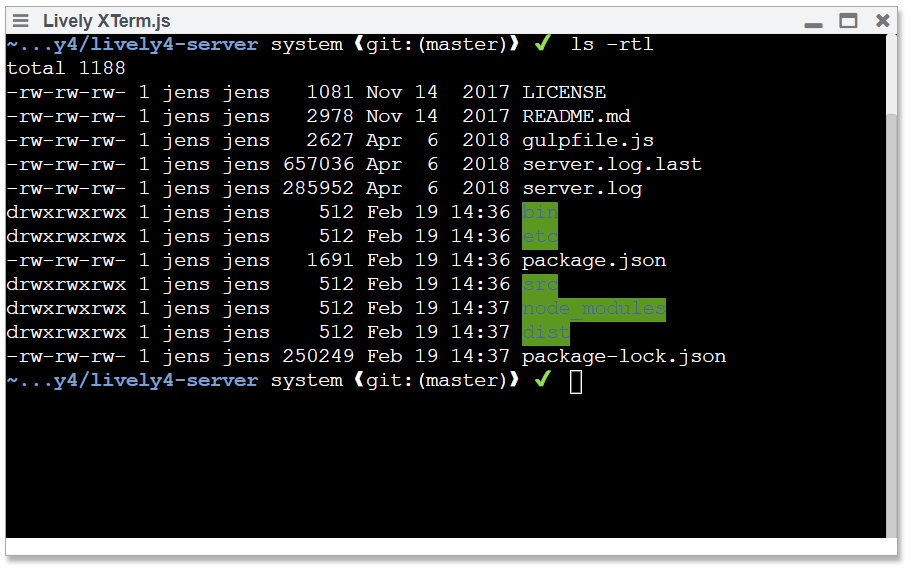 Lively XTerm.js
~...y4/lively4-server system ❨git:(master)❩ ✔ ls -rtl
total 1188
-rw-rw-rw- 1 jens jens   1081 Nov 14  2017 LICENSE
-rw-rw-rw- 1 jens jens   2978 Nov 14  2017 README.md
-rw-rw-rw- 1 jens jens   2627 Apr  6  2018 gulpfile.js
-rw-rw-rw- 1 jens jens 657036 Apr  6  2018 server.log.last
-rw-rw-rw- 1 jens jens 285952 Apr  6  2018 server.log
drwxrwxrwx 1 jens jens    512 Feb 19 14:36 bin
drwxrwxrwx 1 jens jens    512 Feb 19 14:36 etc
-rw-rw-rw- 1 jens jens   1691 Feb 19 14:36 package.json
drwxrwxrwx 1 jens jens    512 Feb 19 14:36 src
drwxrwxrwx 1 jens jens    512 Feb 19 14:37 node_modules
drwxrwxrwx 1 jens jens    512 Feb 19 14:37 dist
-rw-rw-rw- 1 jens jens 250249 Feb 19 14:37 package-lock.json
~...y4/lively4-server system ❨git:(master)❩ ✔